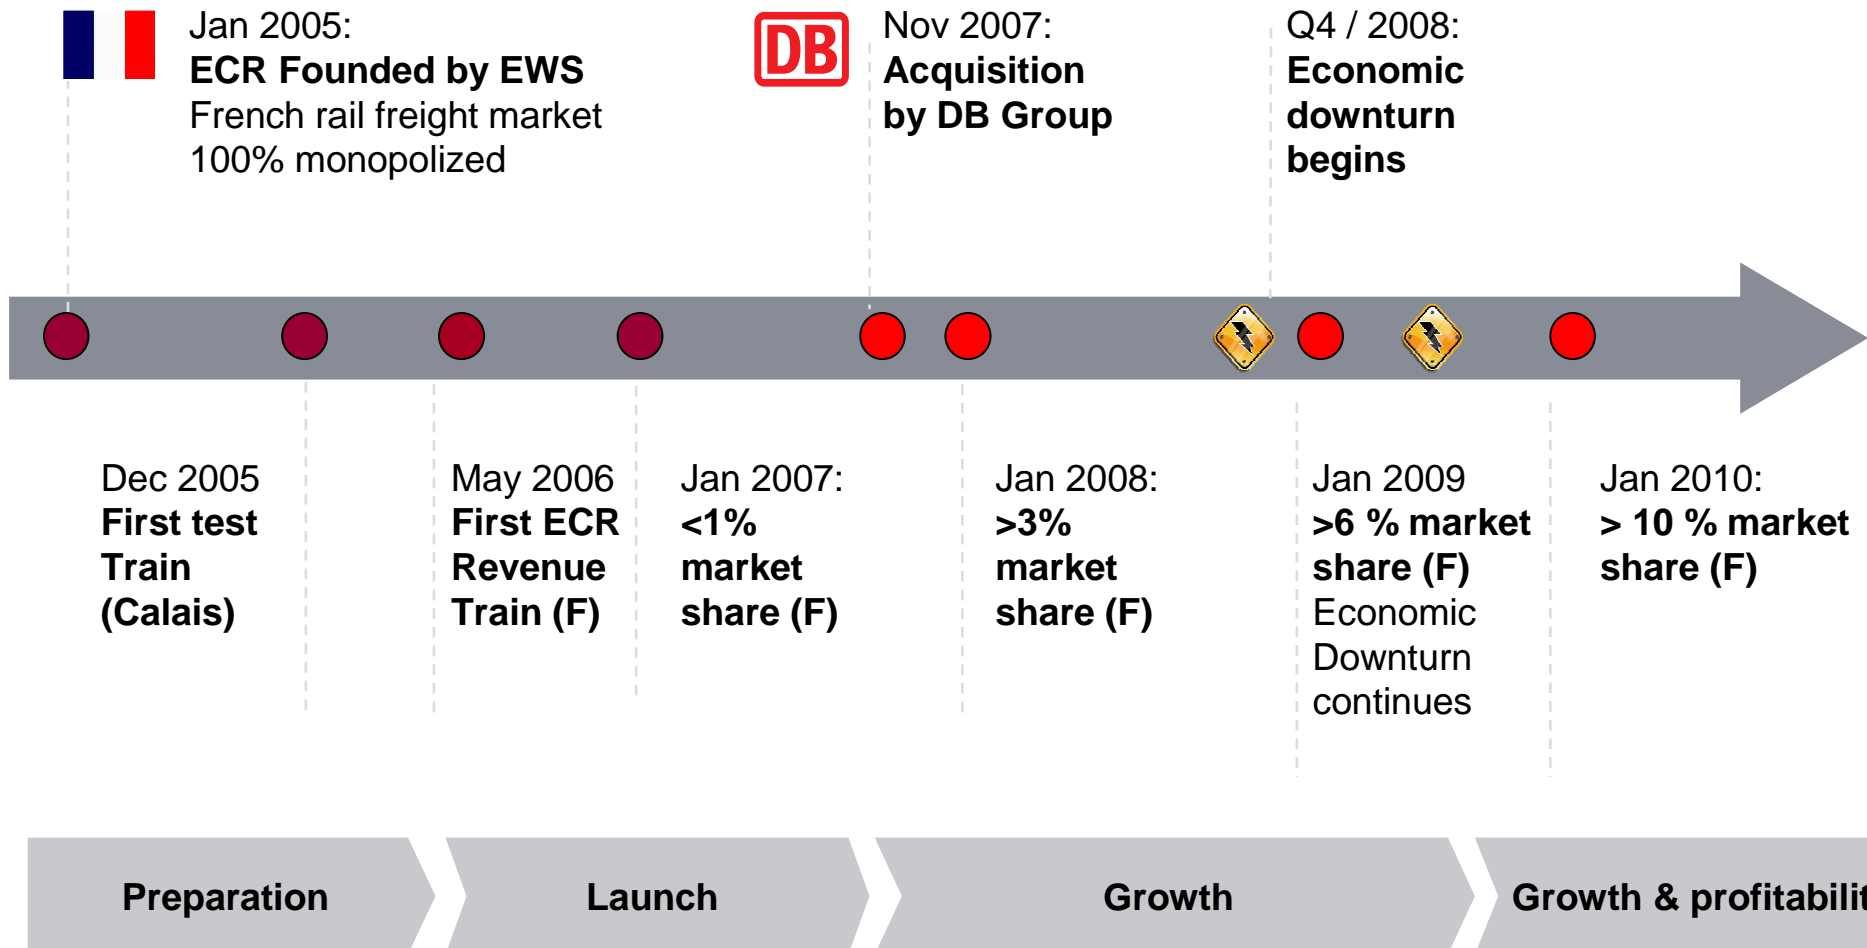 Jan 2005:
ECR Founded by EWS
French rail freight market
100% monopolized
DB
Nov 2007:
Acquisition
by DB Group
Q4 / 2008:
Economic
downturn
begins
Dec 2005
First test
Train
(Calais)
May 2006
First ECR
Revenue
Train (F)
Jan 2007:
<1%
market
share (F)
Jan 2008:
>3%
market
share (F)
Jan 2009
>6 % market
share (F)
Economic
Downturn
continues
Jan 2010:
> 10 % market
share (F)
Preparation
Launch
Growth
Growth & profitabilit